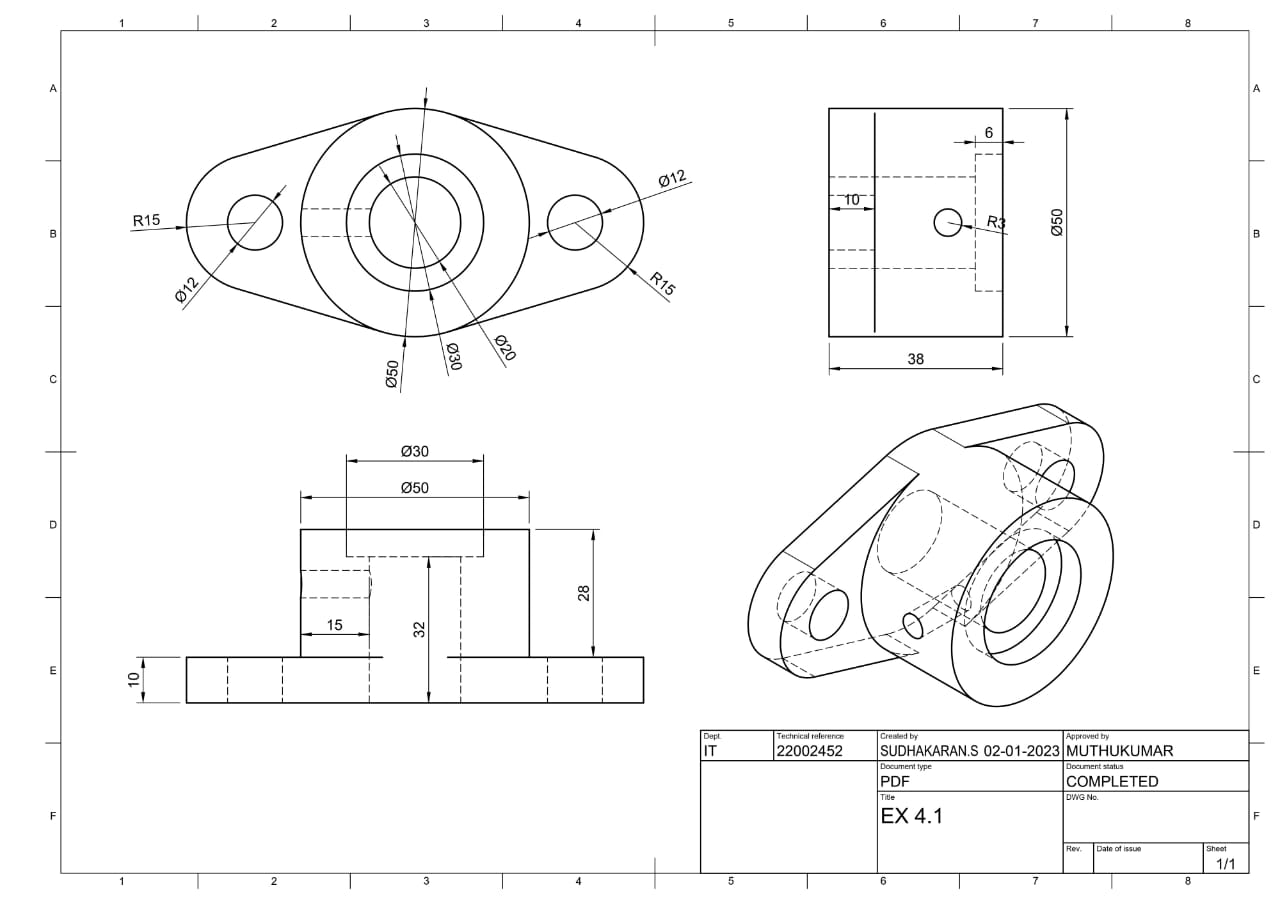 1 2 3 4 5 6 7 8
A A
R15
Ø12
Ø12
R15
Ø50
Ø30
Ø20
6
10
R3
Ø50
38
B B
C C
Ø30
Ø50
15
32
28
10
D D
E E
Dept.
IT
Technical reference
22002452
Created by
SUDHAKARAN.S 02-01-2023
Approved by
MUTHUKUMAR
Document type
PDF
Document status
COMPLETED
Title
EX 4.1
DWG No.
Rev.
Date of issue
Sheet
1/1
F F
1 2 3 4 5 6 7 8